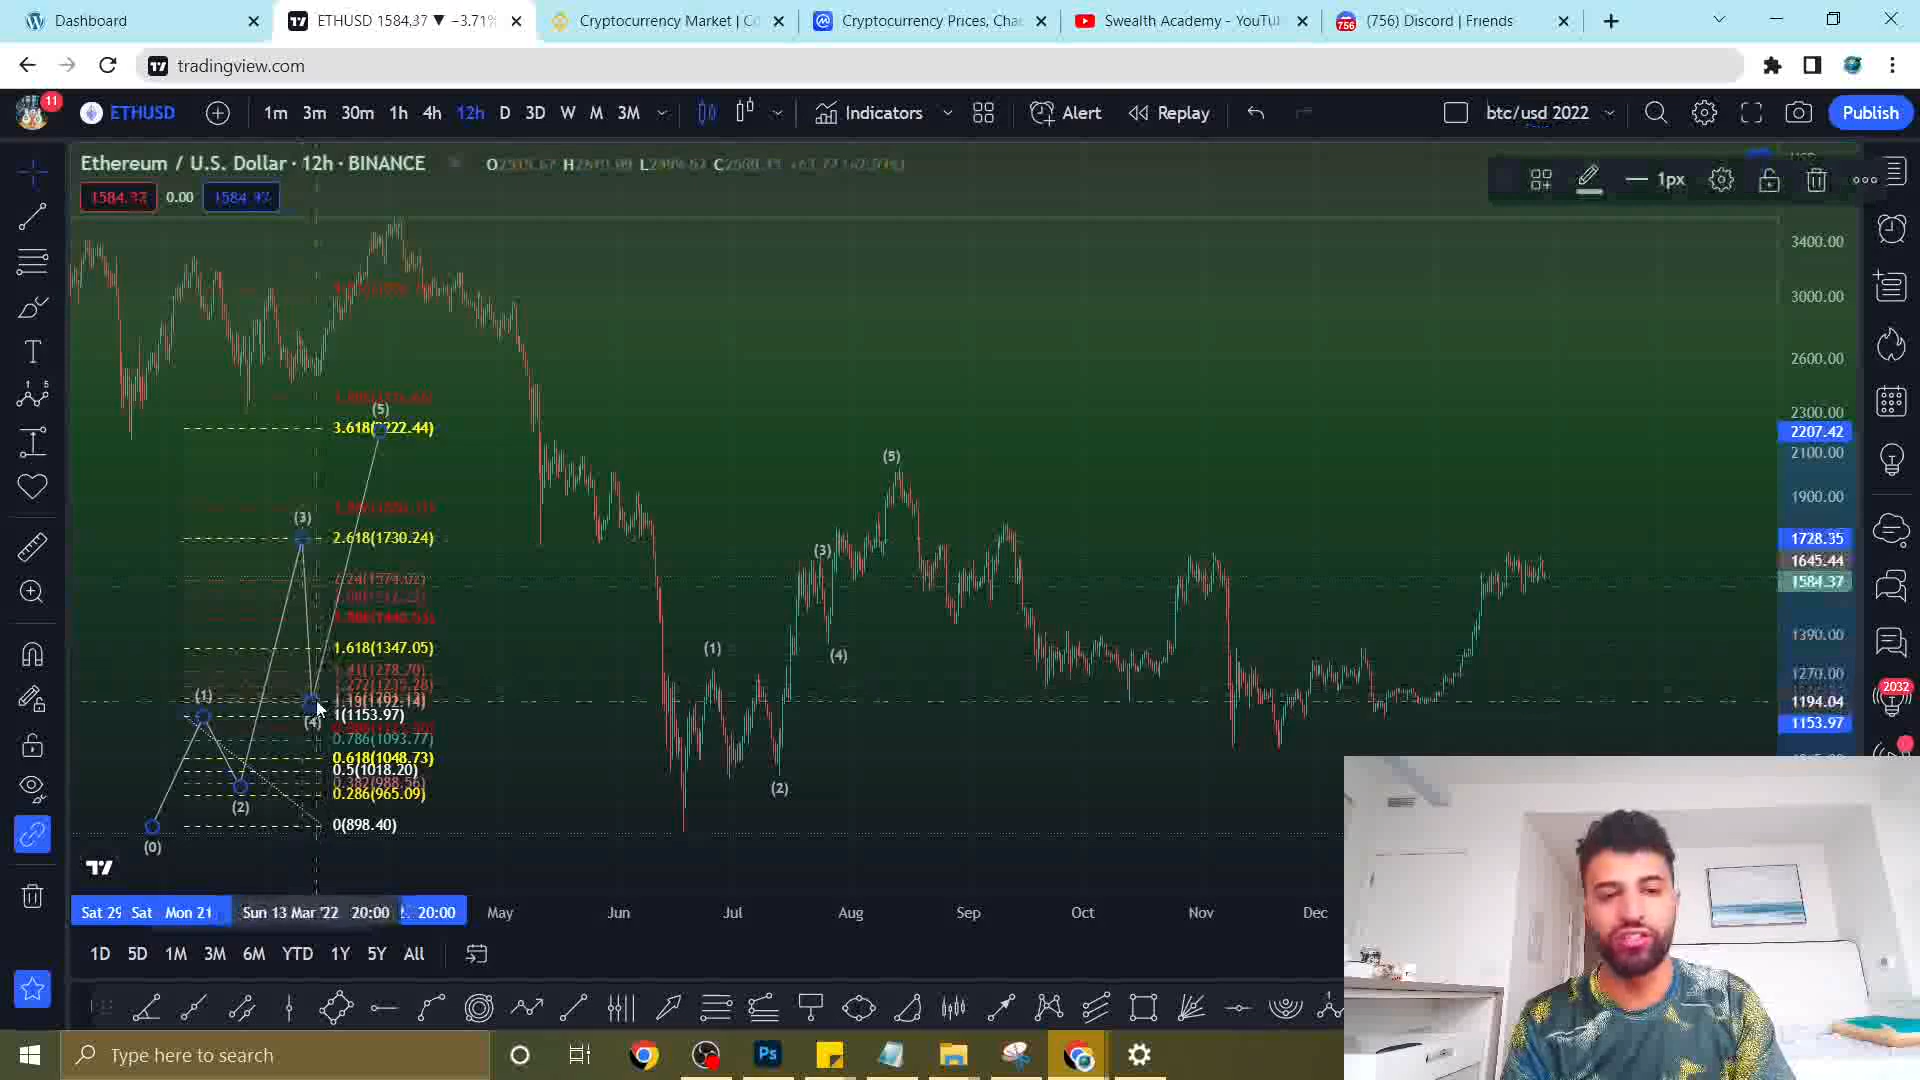 Dashboard
ETHUSD 1584.37 ▼ −3.71%
Cryptocurrency Market |
Cryptocurrency Prices, Cha
Swealth Academy - YouTu
(756) Discord | Friends
tradingview.com
11
ETHUSD 1m 3m 30m 1h 4h 12h D 3D W M 3M Indicators Alert Replay btc/usd 2022 Publish
Ethereum / U.S. Dollar · 12h · BINANCE
1584.37 0.00 1584.37
1px
3400.00
3000.00
2600.00
2300.00
2207.42
2100.00
1900.00
1728.35
1645.44
1584.37
1390.00
1270.00
1194.04
1153.97
(5)
3.618(2222.44)
(3)
2.618(1730.24)
1.618(1347.05)
(1)
(4)
1(1153.97)
0.786(1093.77)
0.618(1048.73)
0.5(1018.20)
0.382(988.56)
0.286(965.09)
(2)
0(898.40)
(0)
(1)
(2)
(3)
(4)
(5)
2032
Sat 29 Sat Mon 21 Sun 13 Mar '22 20:00 20:00 May Jun Jul Aug Sep Oct Nov Dec
1D 5D 1M 3M 6M YTD 1Y 5Y All
Type here to search
Ps